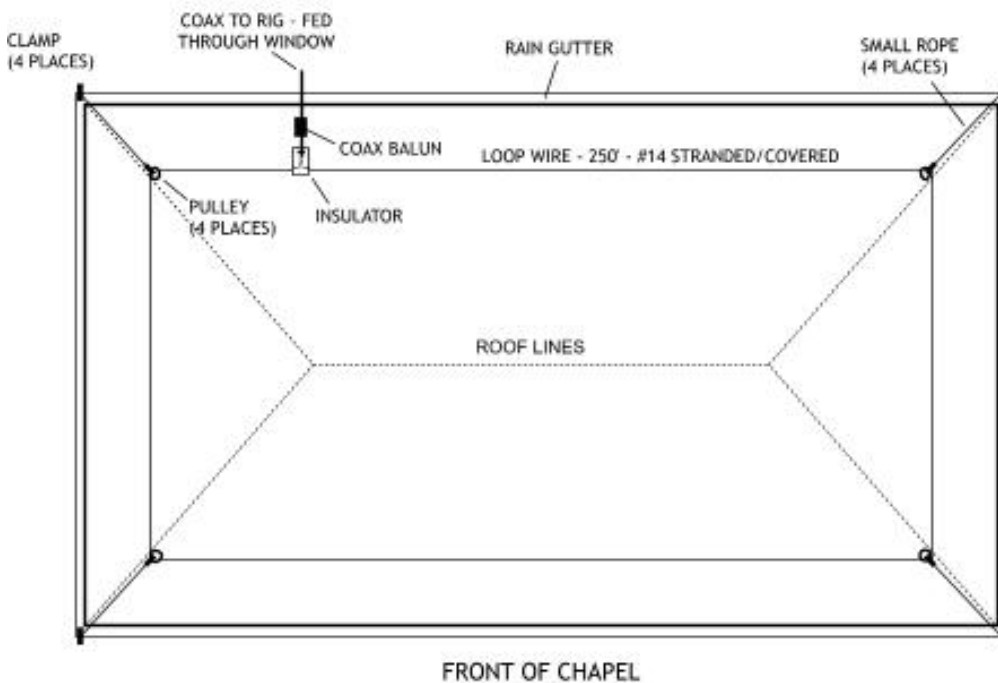 COAX TO RIG - FED
THROUGH WINDOW
CLAMP
(4 PLACES)
RAIN GUTTER
SMALL ROPE
(4 PLACES)
COAX BALUN
LOOP WIRE - 250' - #14 STRANDED/COVERED
PULLEY
(4 PLACES)
INSULATOR
ROOF LINES
FRONT OF CHAPEL